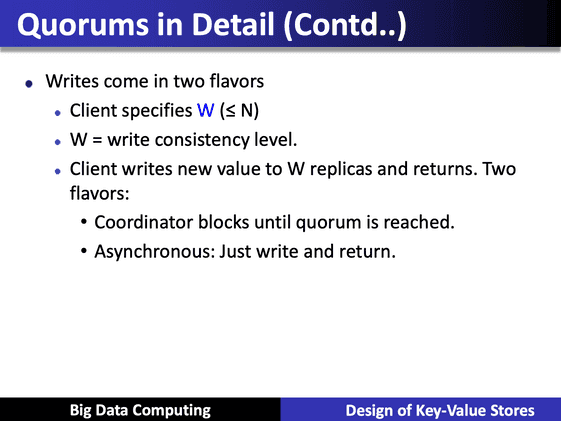 Quorums in Detail (Contd..)
Writes come in two flavors
Client specifies W (≤ N)
W = write consistency level.
Client writes new value to W replicas and returns. Two
flavors:
Coordinator blocks until quorum is reached.
Asynchronous: Just write and return.
Big Data Computing
Design of Key-Value Stores